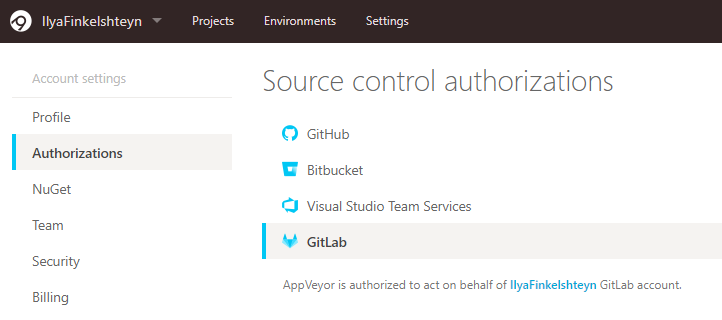 IlyaFinkelshteyn Projects Environments Settings
Account settings
Profile
Authorizations
NuGet
Team
Security
Billing
Source control authorizations
GitHub
Bitbucket
Visual Studio Team Services
GitLab
AppVeyor is authorized to act on behalf of IlyaFinkelshteyn GitLab account.